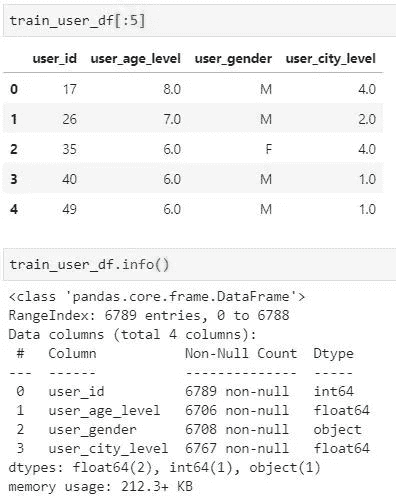 train_user_df[:5]
user_id user_age_level user_gender user_city_level
0 17 8.0 M 4.0
1 26 7.0 M 2.0
2 35 6.0 F 4.0
3 40 6.0 M 1.0
4 49 6.0 M 1.0
train_user_df.info()
<class 'pandas.core.frame.DataFrame'>
RangeIndex: 6789 entries, 0 to 6788
Data columns (total 4 columns):
 #   Column           Non-Null Count  Dtype
---  ------           --------------  -----
 0   user_id          6789 non-null   int64
 1   user_age_level   6706 non-null   float64
 2   user_gender      6708 non-null   object
 3   user_city_level  6767 non-null   float64
dtypes: float64(2), int64(1), object(1)
memory usage: 212.3+ KB